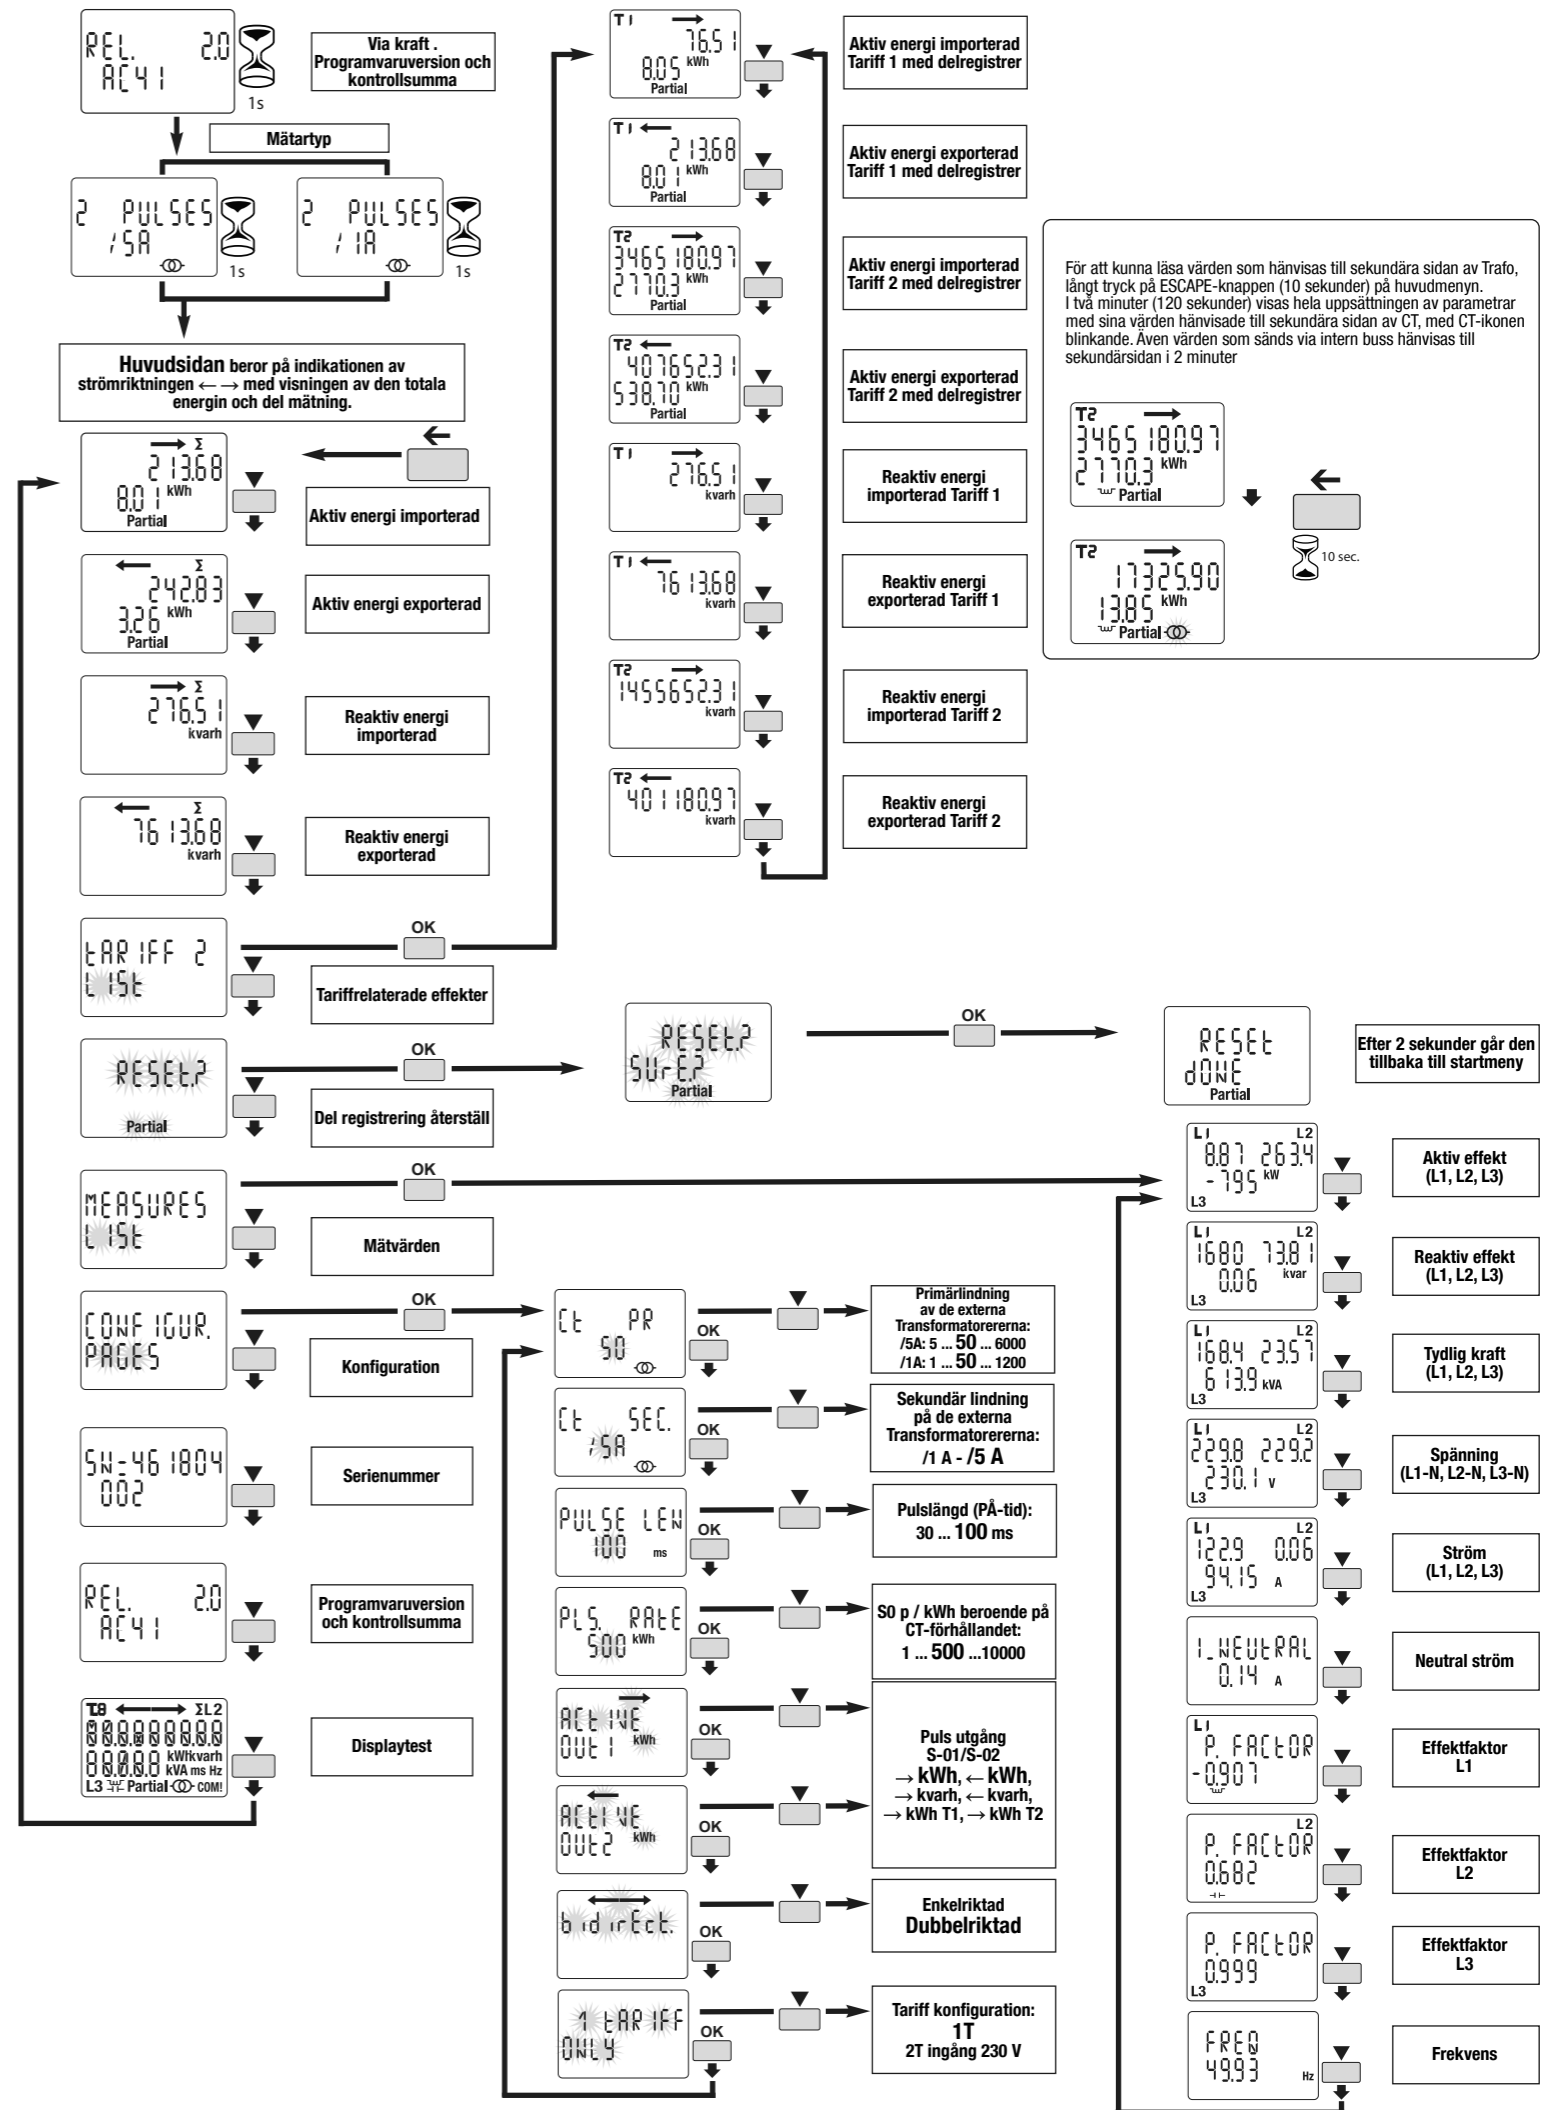 REL. 2.0
AC41
1s
Via kraft .
Programvaruversion och
kontrollsumma
Mätartyp
2 PULSES
/5A
1s
2 PULSES
/1A
1s
Huvudsidan beror på indikationen av
strömriktningen ← → med visningen av den totala
energin och del mätning.
→ Σ
213.68
8.01 kWh
Partial
←
Aktiv energi importerad
← Σ
242.83
3.26 kWh
Partial
Aktiv energi exporterad
→ Σ
276.51
kvarh
Reaktiv energi
importerad
← Σ
7613.68
kvarh
Reaktiv energi
exporterad
tARIFF 2
LISt
OK
Tariffrelaterade effekter
RESEt.?
Partial
OK
Del registrering återställ
RESEt.?
SUrE.?
Partial
OK
RESEt
dONE
Partial
Efter 2 sekunder går den
tillbaka till startmeny
MEASURES
LISt
OK
Mätvärden
CONFIGUR.
PAGES
OK
Konfiguration
SN-461804
002
Serienummer
REL. 2.0
AC41
Programvaruversion
och kontrollsumma
T8 ← → ΣL2
kWhkvarh
kVA ms Hz
L3 Partial COM!
Displaytest
T1 →
76.51
8.05 kWh
Partial
Aktiv energi importerad
Tariff 1 med delregistrer
T1 ←
213.68
8.01 kWh
Partial
Aktiv energi exporterad
Tariff 1 med delregistrer
T2 →
3465180.97
2770.3 kWh
Partial
Aktiv energi importerad
Tariff 2 med delregistrer
T2 ←
407652.31
538.70 kWh
Partial
Aktiv energi exporterad
Tariff 2 med delregistrer
T1 →
276.51
kvarh
Reaktiv energi
importerad Tariff 1
T1 ←
7613.68
kvarh
Reaktiv energi
exporterad Tariff 1
T2 →
1455652.31
kvarh
Reaktiv energi
importerad Tariff 2
T2 ←
401180.97
kvarh
Reaktiv energi
exporterad Tariff 2
För att kunna läsa värden som hänvisas till sekundära sidan av Trafo,
långt tryck på ESCAPE-knappen (10 sekunder) på huvudmenyn.
I två minuter (120 sekunder) visas hela uppsättningen av parametrar
med sina värden hänvisade till sekundära sidan av CT, med CT-ikonen
blinkande. Även värden som sänds via intern buss hänvisas till
sekundärsidan i 2 minuter
T2 →
3465180.97
2770.3 kWh
Partial
←
10 sec.
T2 →
17325.90
13.85 kWh
Partial
Ct PR
50
OK
Primärlindning
av de externa
Transformatorererna:
/5A: 5 ... 50 ... 6000
/1A: 1 ... 50 ... 1200
Ct SEC.
/5A
OK
Sekundär lindning
på de externa
Transformatorererna:
/1 A - /5 A
PULSE LEN
100 ms
OK
Pulslängd (PÅ-tid):
30 ... 100 ms
PLS. RAtE
500 kWh
OK
S0 p / kWh beroende på
CT-förhållandet:
1 ... 500 ...10000
→
ACtIVE
OUt1 kWh
OK
←
ACtIVE
OUt2 kWh
OK
Puls utgång
S-01/S-02
→ kWh, ← kWh,
→ kvarh, ← kvarh,
→ kWh T1, → kWh T2
← →
bidirEct.
OK
Enkelriktad
Dubbelriktad
1 tARIFF
ONLY
OK
Tariff konfiguration:
1T
2T ingång 230 V
L1 L2
8.87 263.4
-795 kW
L3
Aktiv effekt
(L1, L2, L3)
L1 L2
1680 73.81
0.06 kvar
L3
Reaktiv effekt
(L1, L2, L3)
L1 L2
168.4 23.57
613.9 kVA
L3
Tydlig kraft
(L1, L2, L3)
L1 L2
229.8 229.2
230.1 V
L3
Spänning
(L1-N, L2-N, L3-N)
L1 L2
122.9 0.06
94.15 A
L3
Ström
(L1, L2, L3)
I_NEUtRAL
0.14 A
Neutral ström
L1
P. FACtOR
-0.907
Effektfaktor
L1
L2
P. FACtOR
0.682
Effektfaktor
L2
P. FACtOR
0.999
L3
Effektfaktor
L3
FREQ
49.93 Hz
Frekvens